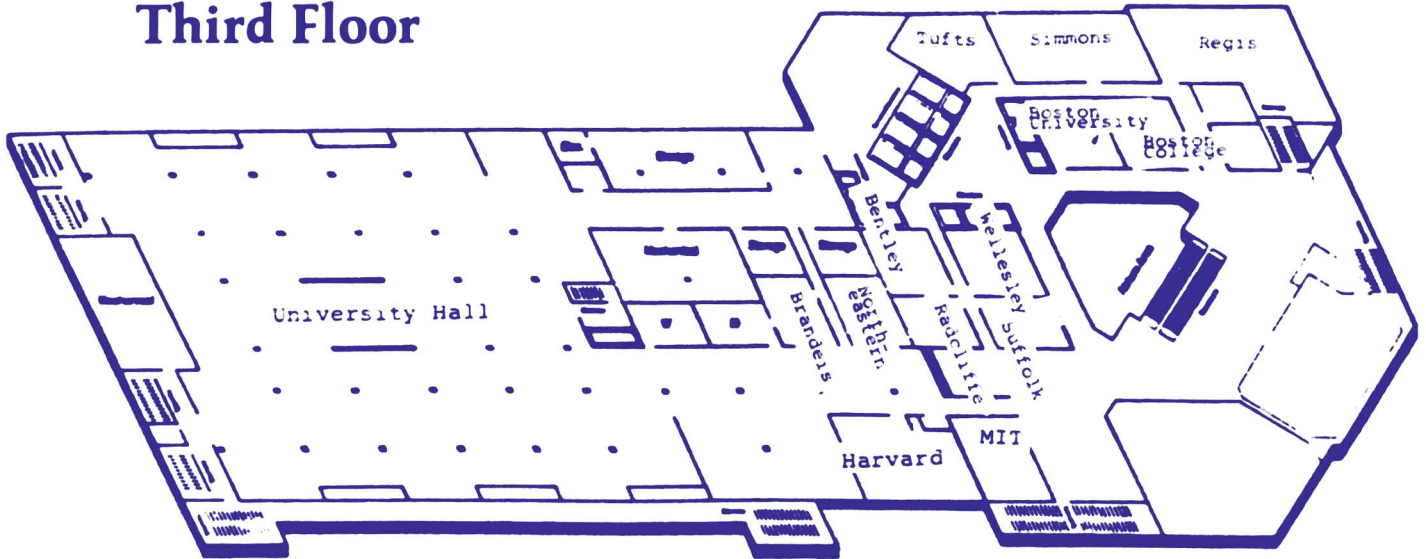 Third Floor
Tufts
Simmons
Regis
Boston
University
Boston
College
Bentley
Wellesley
University Hall
Brandeis
North-
eastern
Radcliffe
Suffolk
Harvard
MIT